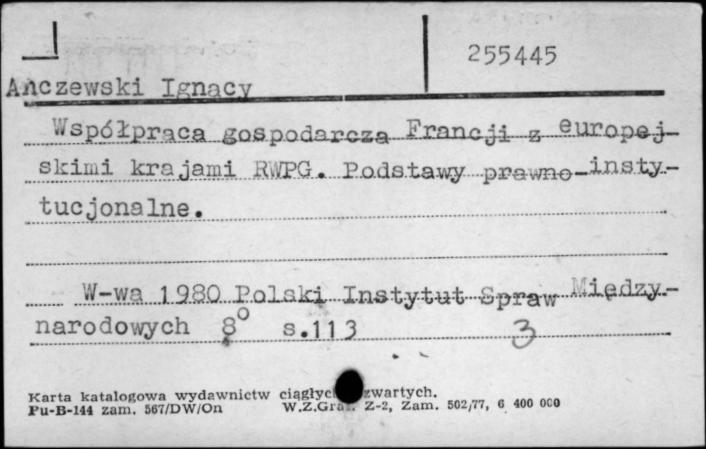 255445
Ańczewski Ignacy
Współpraca gospodarcza Francji z europej-
skimi krajami RWPG. Podstawy prawno-insty-
tucjonalne.
W-wa 1980 Polski Instytut Spraw Między-
narodowych 8° s.113 3
Karta katalogowa wydawnictw ciągłych zwartych.
Pu-B-144 zam. 567/DW/On W.Z.Graf. Z-2, Zam. 502/77, 6 400 000